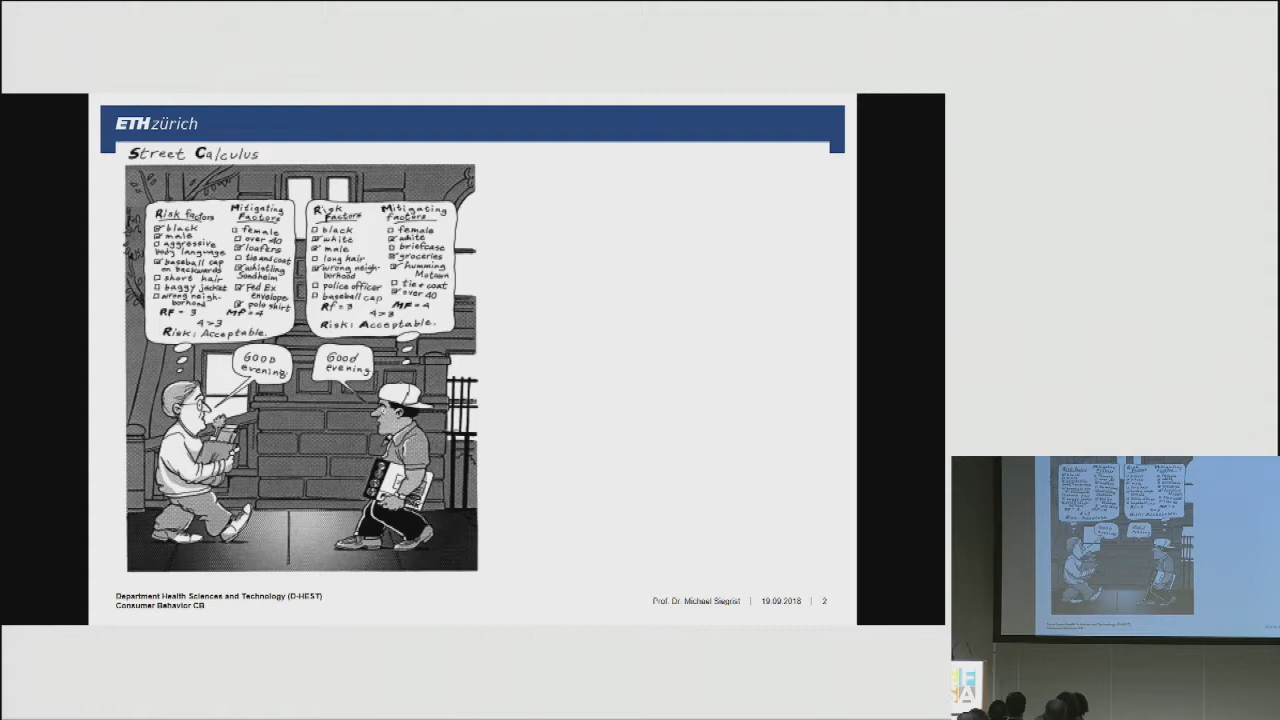 ETH zürich
Street Calculus
Risk factors
black
male
aggressive
body language
baseball cap
on backwards
short hair
baggy jacket
wrong neigh-
borhood
RF = 3
Mitigating
Factors
female
over 40
loafers
tie and coat
whistling
Sondheim
Fed Ex
envelope
polo shirt
MF = 4
4>3
Risk: Acceptable.
Risk
Factors
black
white
male
long hair
wrong neigh-
borhood
police officer
baseball cap
RF = 3
Mitigating
factors
female
white
briefcase
groceries
humming
Motown
tie & coat
over 40
MF = 4
4>3
Risk: Acceptable.
Good
evening.
Good
evening.
Department Health Sciences and Technology (D-HEST)
Consumer Behavior CB
Prof. Dr. Michael Siegrist | 19.09.2018 | 2